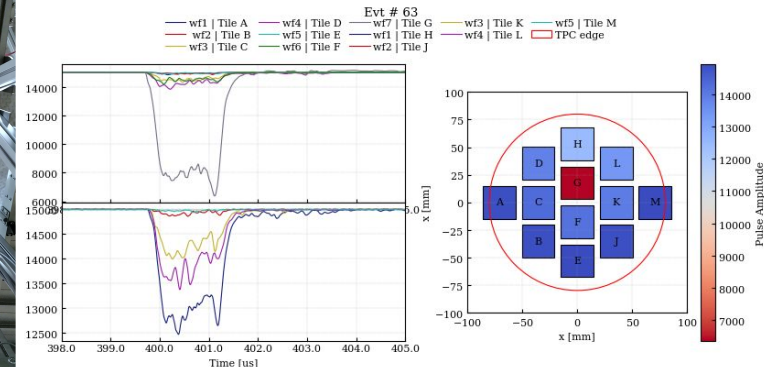 Evt # 63
wf1 | Tile A wf4 | Tile D wf7 | Tile G wf3 | Tile K wf5 | Tile M
wf2 | Tile B wf5 | Tile E wf1 | Tile H wf4 | Tile L TPC edge
wf3 | Tile C wf6 | Tile F wf2 | Tile J
14000
12000
10000
8000
6000
15000
14500
14000
13500
13000
12500
398.0 399.0 400.0 401.0 402.0 403.0 404.0 405.0
Time [us]
100
75
50
25
0
−25
−50
−75
−100
x [mm]
H
D L
G
A C K M
F
B J
E
−100 −50 0 50 100
x [mm]
14000
13000
12000
11000
10000
9000
8000
7000
Pulse Amplitude